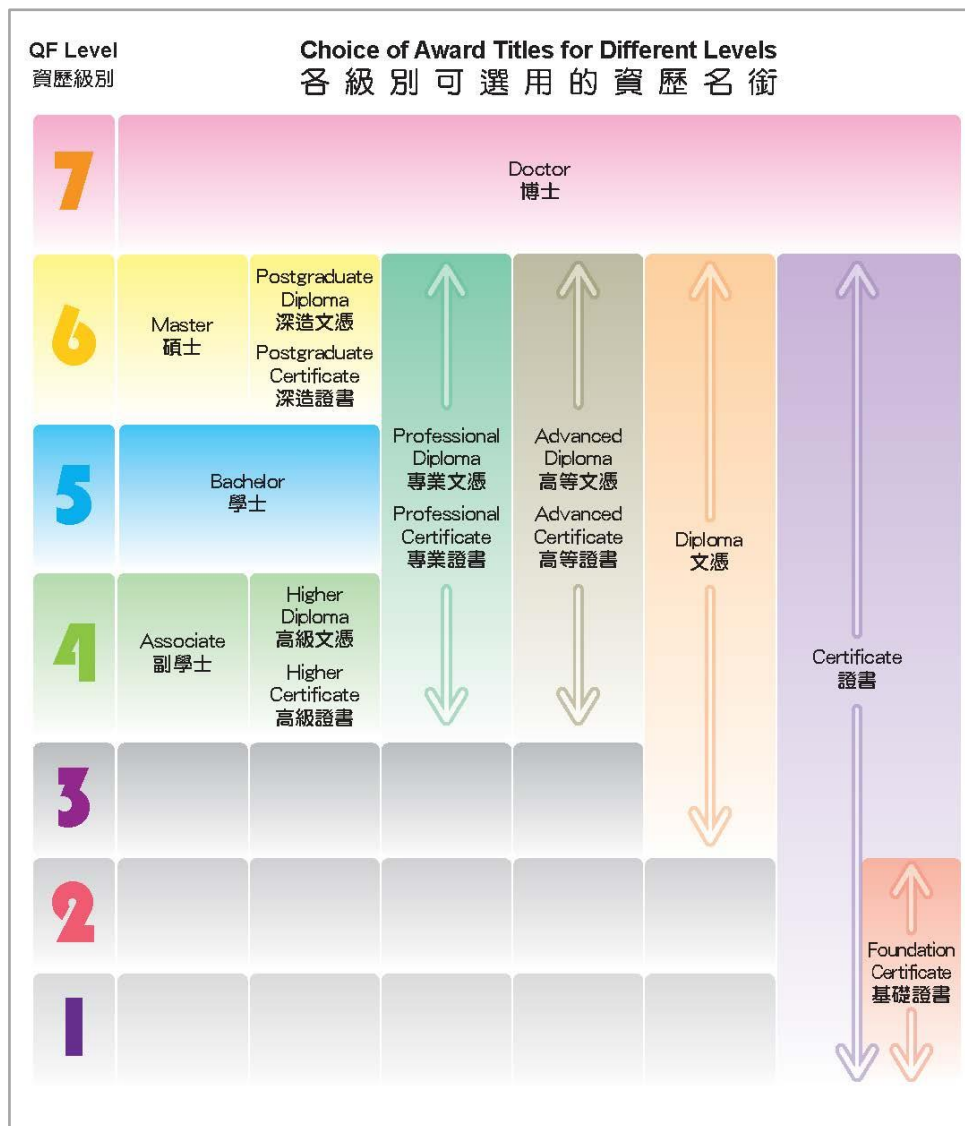 QF Level
資歷級別
Choice of Award Titles for Different Levels
各級別可選用的資歷名銜
7
Doctor
博士
6
Master
碩士
Postgraduate
Diploma
深造文憑
Postgraduate
Certificate
深造證書
5
Bachelor
學士
Professional
Diploma
專業文憑
Professional
Certificate
專業證書
Advanced
Diploma
高等文憑
Advanced
Certificate
高等證書
Diploma
文憑
4
Associate
副學士
Higher
Diploma
高級文憑
Higher
Certificate
高級證書
Certificate
證書
3
2
Foundation
Certificate
基礎證書
1